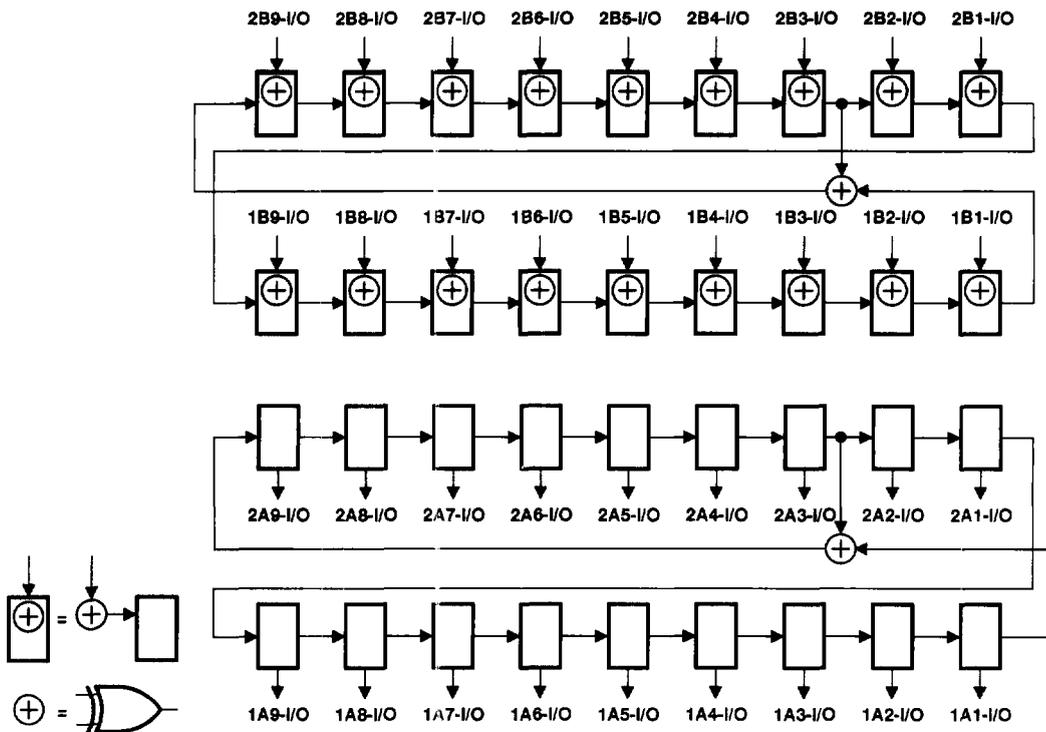 2B9-I/O 2B8-I/O 2B7-I/O 2B6-I/O 2B5-I/O 2B4-I/O 2B3-I/O 2B2-I/O 2B1-I/O
1B9-I/O 1B8-I/O 1B7-I/O 1B6-I/O 1B5-I/O 1B4-I/O 1B3-I/O 1B2-I/O 1B1-I/O
2A9-I/O 2A8-I/O 2A7-I/O 2A6-I/O 2A5-I/O 2A4-I/O 2A3-I/O 2A2-I/O 2A1-I/O
=
=
1A9-I/O 1A8-I/O 1A7-I/O 1A6-I/O 1A5-I/O 1A4-I/O 1A3-I/O 1A2-I/O 1A1-I/O